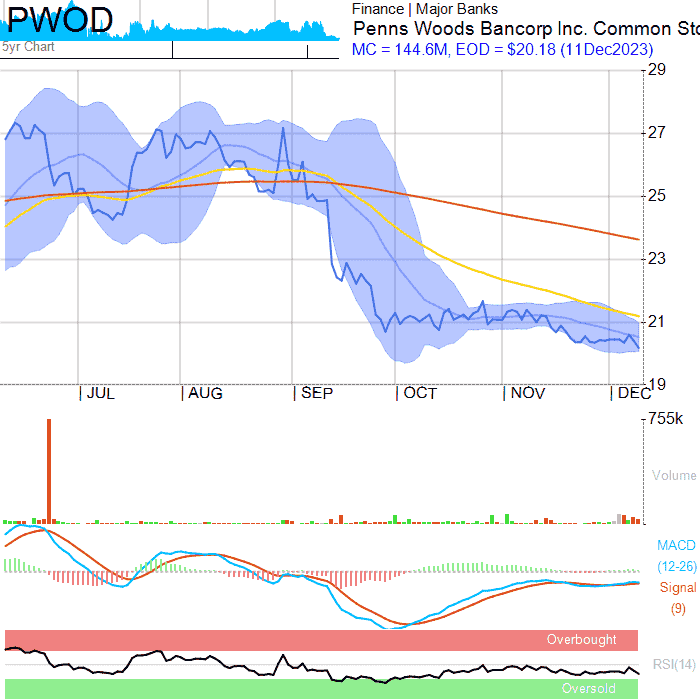 PWOD
5yr Chart
Finance | Major Banks
Penns Woods Bancorp Inc. Common Sto
MC = 144.6M, EOD = $20.18 (11Dec2023)
29
27
25
23
21
19
JUL AUG SEP OCT NOV DEC
755k
Volume
MACD
(12-26)
Signal
(9)
Overbought
RSI(14)
Oversold